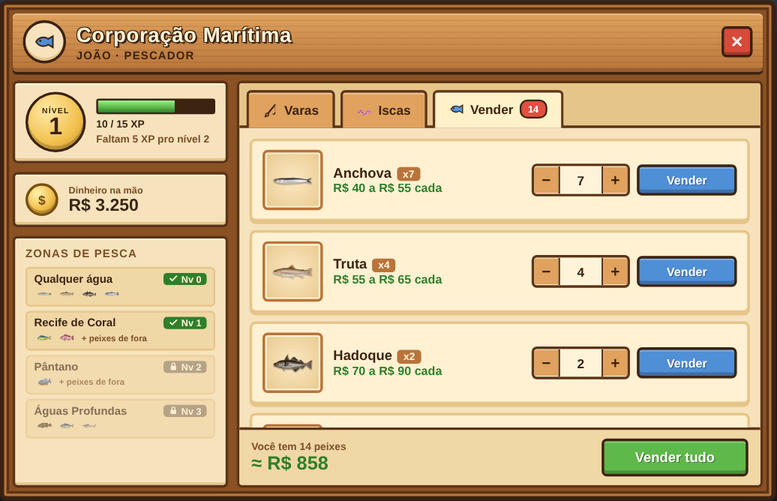 Corporação Marítima
JOÃO · PESCADOR
×
NÍVEL
1
10 / 15 XP
Faltam 5 XP pro nível 2
$
Dinheiro na mão
R$ 3.250
ZONAS DE PESCA
Qualquer água
Nv 0
Recife de Coral
Nv 1
+ peixes de fora
Pântano
Nv 2
+ peixes de fora
Águas Profundas
Nv 3
Varas
Iscas
Vender 14
Anchova x7
R$ 40 a R$ 55 cada
− 7 +
Vender
Truta x4
R$ 55 a R$ 65 cada
− 4 +
Vender
Hadoque x2
R$ 70 a R$ 90 cada
− 2 +
Vender
Você tem 14 peixes
≈ R$ 858
Vender tudo